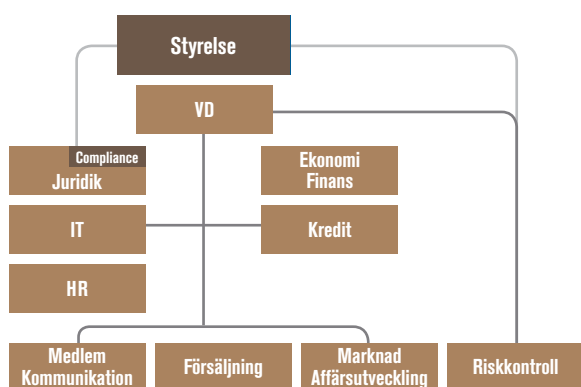 Styrelse
VD
Compliance
Juridik
Ekonomi
Finans
IT
Kredit
HR
Medlem
Kommunikation
Försäljning
Marknad
Affärsutveckling
Riskkontroll